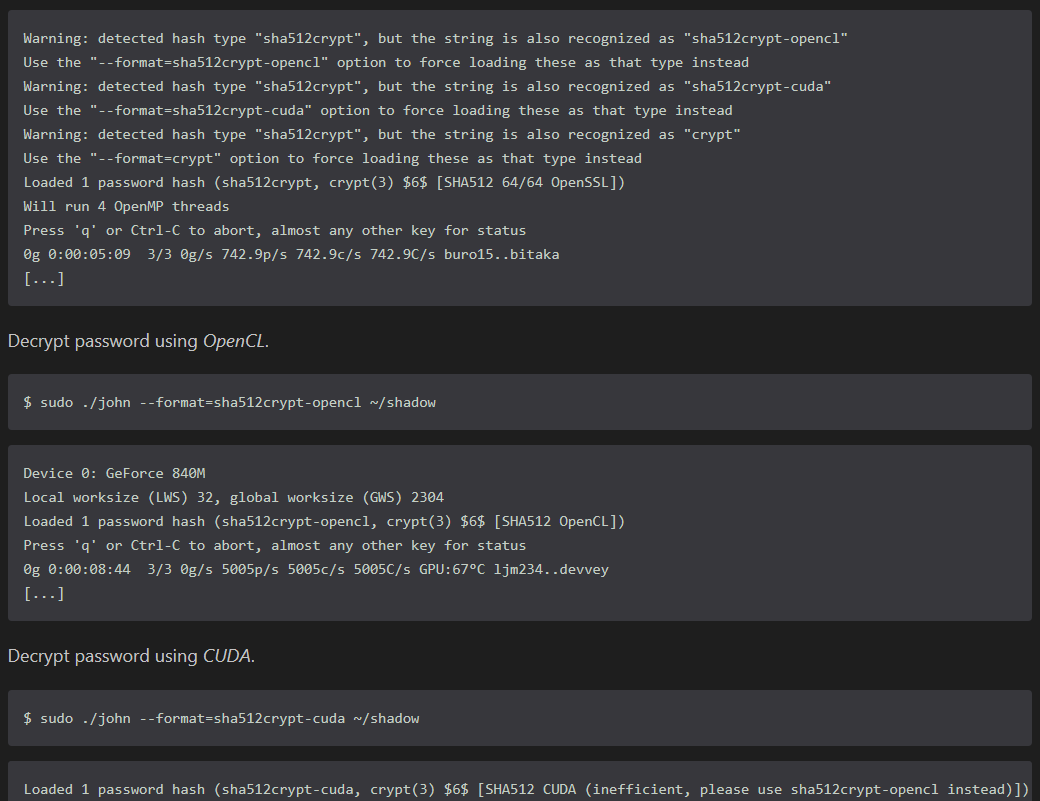 Warning: detected hash type "sha512crypt", but the string is also recognized as "sha512crypt-opencl"
Use the "--format=sha512crypt-opencl" option to force loading these as that type instead
Warning: detected hash type "sha512crypt", but the string is also recognized as "sha512crypt-cuda"
Use the "--format=sha512crypt-cuda" option to force loading these as that type instead
Warning: detected hash type "sha512crypt", but the string is also recognized as "crypt"
Use the "--format=crypt" option to force loading these as that type instead
Loaded 1 password hash (sha512crypt, crypt(3) $6$ [SHA512 64/64 OpenSSL])
Will run 4 OpenMP threads
Press 'q' or Ctrl-C to abort, almost any other key for status
0g 0:00:05:09  3/3 0g/s 742.9p/s 742.9c/s 742.9C/s buro15..bitaka
[...]
Decrypt password using OpenCL.
$ sudo ./john --format=sha512crypt-opencl ~/shadow
Device 0: GeForce 840M
Local worksize (LWS) 32, global worksize (GWS) 2304
Loaded 1 password hash (sha512crypt-opencl, crypt(3) $6$ [SHA512 OpenCL])
Press 'q' or Ctrl-C to abort, almost any other key for status
0g 0:00:08:44  3/3 0g/s 5005p/s 5005c/s 5005C/s GPU:67°C ljm234..devvey
[...]
Decrypt password using CUDA.
$ sudo ./john --format=sha512crypt-cuda ~/shadow
Loaded 1 password hash (sha512crypt-cuda, crypt(3) $6$ [SHA512 CUDA (inefficient, please use sha512crypt-opencl instead)])